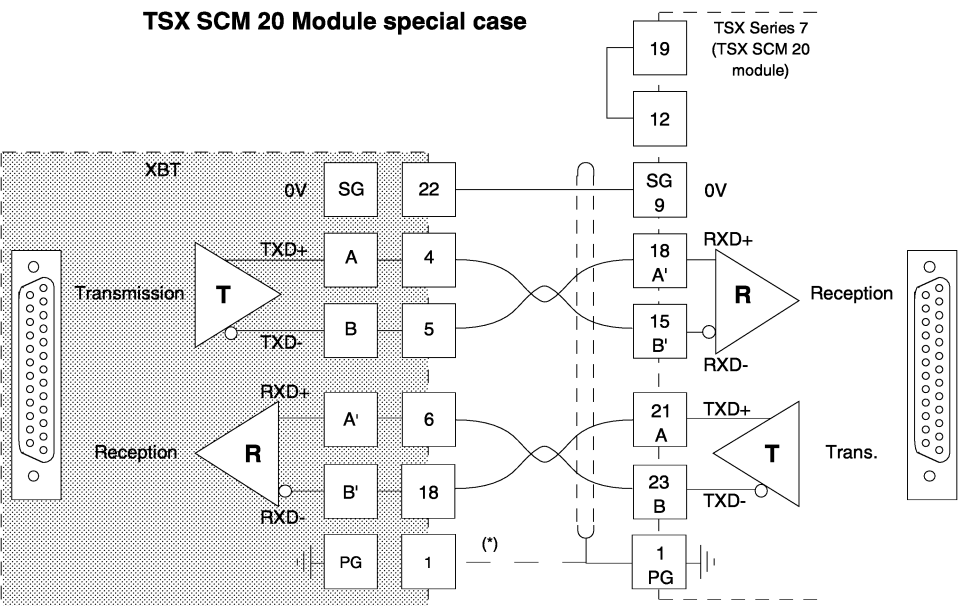 TSX SCM 20 Module special case
TSX Series 7
(TSX SCM 20
module)
19
12
XBT
0V SG 22 SG
9 0V
TXD+ A 4 18
A' RXD+
Transmission T R Reception
TXD- B 5 15
B' RXD-
RXD+ A' 6 21
A TXD+
Reception R T Trans.
RXD- B' 18 23
B TXD-
PG 1 (*) 1
PG